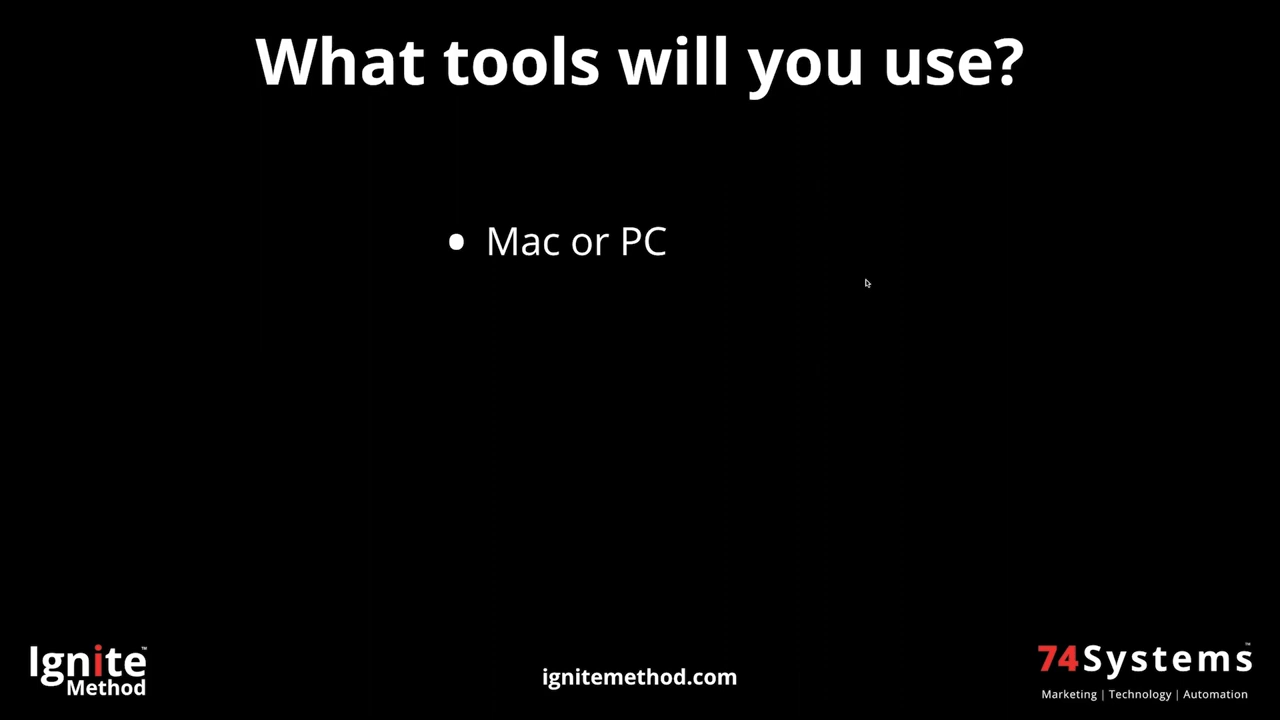 What tools will you use?
• Mac or PC
Ignite™
Method
ignitemethod.com
74Systems™
Marketing | Technology | Automation